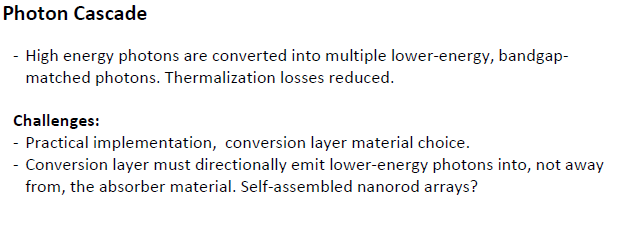 Photon Cascade
- High energy photons are converted into multiple lower-energy, bandgap-
matched photons. Thermalization losses reduced.
Challenges:
- Practical implementation,  conversion layer material choice.
- Conversion layer must directionally emit lower-energy photons into, not away
from, the absorber material. Self-assembled nanorod arrays?